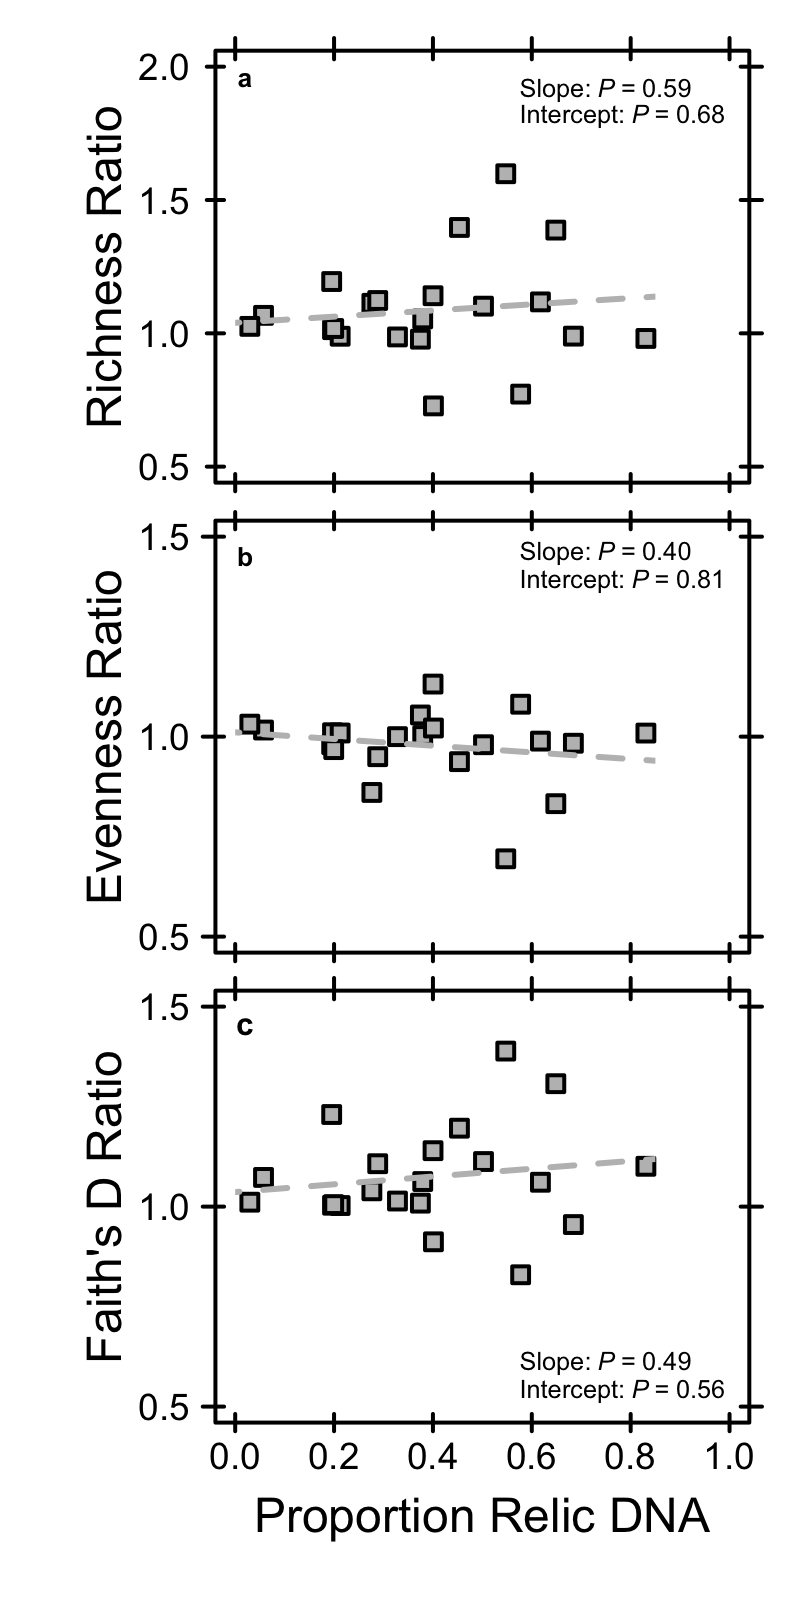 a
Slope: P = 0.59
Intercept: P = 0.68
2.0
1.5
1.0
0.5
Richness Ratio
b
Slope: P = 0.40
Intercept: P = 0.81
1.5
1.0
0.5
Evenness Ratio
c
1.5
1.0
0.5
Faith's D Ratio
Slope: P = 0.49
Intercept: P = 0.56
0.0 0.2 0.4 0.6 0.8 1.0
Proportion Relic DNA